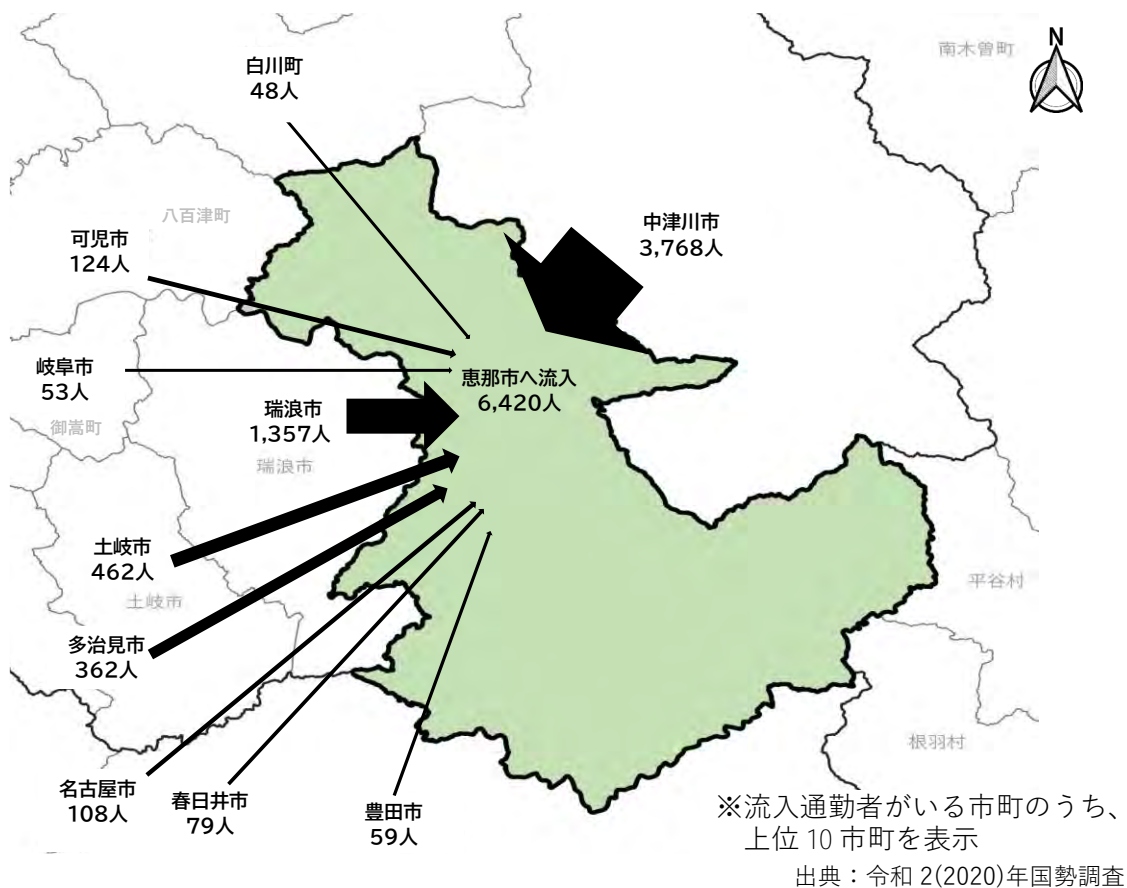 N
南木曽町
白川町
48人
八百津町
中津川市
3,768人
可児市
124人
岐阜市
53人
恵那市へ流入
6,420人
瑞浪市
1,357人
御嵩町
瑞浪市
土岐市
462人
土岐市
平谷村
多治見市
362人
根羽村
名古屋市
108人
春日井市
79人
豊田市
59人
※流入通勤者がいる市町のうち、
上位 10 市町を表示
出典：令和 2(2020)年国勢調査